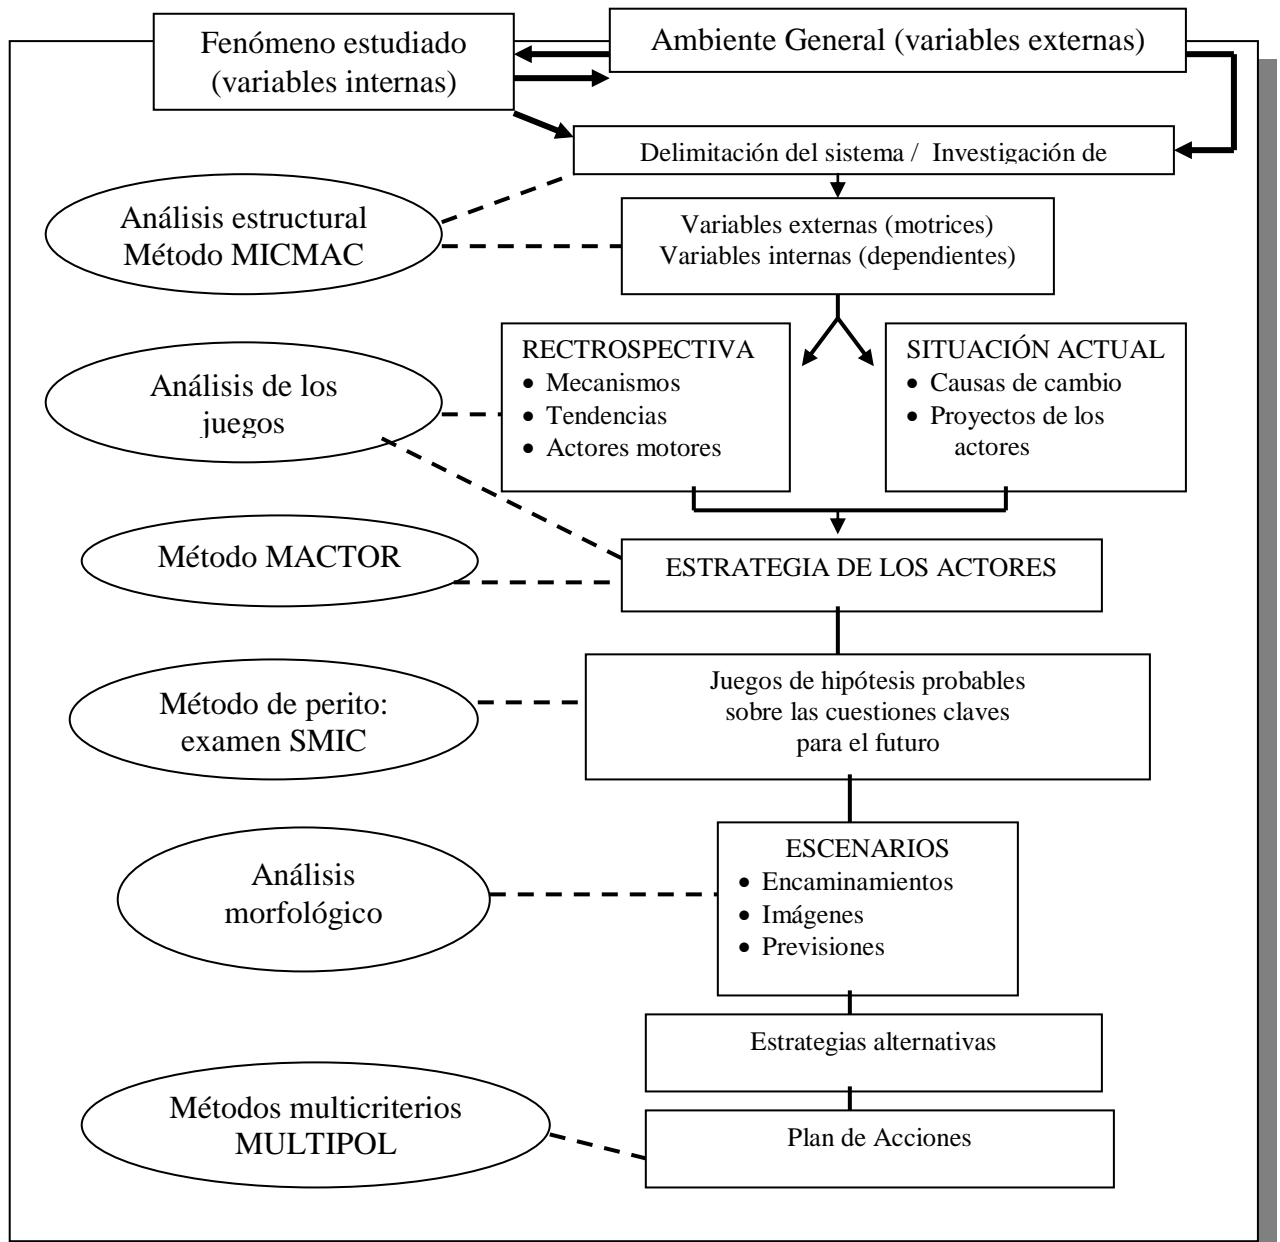 Fenómeno estudiado
(variables internas)
Ambiente General (variables externas)
Delimitación del sistema / Investigación de
Análisis estructural
Método MICMAC
Variables externas (motrices)
Variables internas (dependientes)
Análisis de los
juegos
RECTROSPECTIVA
• Mecanismos
• Tendencias
• Actores motores
SITUACIÓN ACTUAL
• Causas de cambio
• Proyectos de los
actores
Método MACTOR
ESTRATEGIA DE LOS ACTORES
Método de perito:
examen SMIC
Juegos de hipótesis probables
sobre las cuestiones claves
para el futuro
Análisis
morfológico
ESCENARIOS
• Encaminamientos
• Imágenes
• Previsiones
Estrategias alternativas
Métodos multicriterios
MULTIPOL
Plan de Acciones